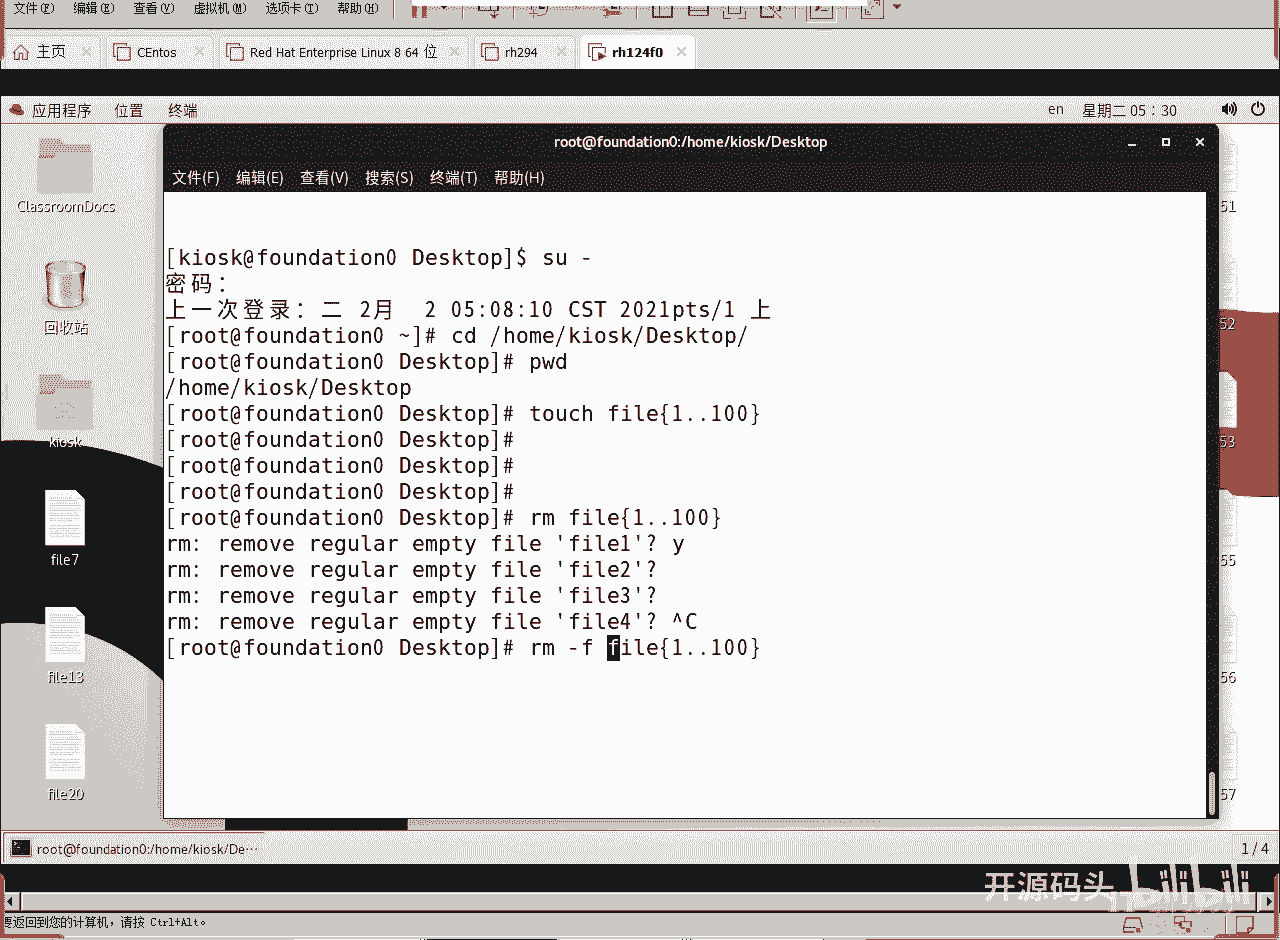 文件(F) 编辑(E) 查看(V) 虚拟机(M) 选项卡(T) 帮助(H)
主页 CEntos Red Hat Enterprise Linux 8 64 位 rh294 rh124f0
应用程序 位置 终端 en 星期二 05：30
root@foundation0:/home/kiosk/Desktop
文件(F) 编辑(E) 查看(V) 搜索(S) 终端(T) 帮助(H)
ClassroomDocs
回收站
kiosk
file7
file13
file20
[kiosk@foundation0 Desktop]$ su -
密码：
上一次登录：二 2月  2 05:08:10 CST 2021pts/1 上
[root@foundation0 ~]# cd /home/kiosk/Desktop/
[root@foundation0 Desktop]# pwd
/home/kiosk/Desktop
[root@foundation0 Desktop]# touch file{1..100}
[root@foundation0 Desktop]#
[root@foundation0 Desktop]#
[root@foundation0 Desktop]#
[root@foundation0 Desktop]# rm file{1..100}
rm: remove regular empty file 'file1'? y
rm: remove regular empty file 'file2'?
rm: remove regular empty file 'file3'?
rm: remove regular empty file 'file4'? ^C
[root@foundation0 Desktop]# rm -f file{1..100}
51
52
53
55
56
57
root@foundation0:/home/kiosk/De…
1 / 4
开源码头 bilibili
要返回到您的计算机，请按 Ctrl+Alt。